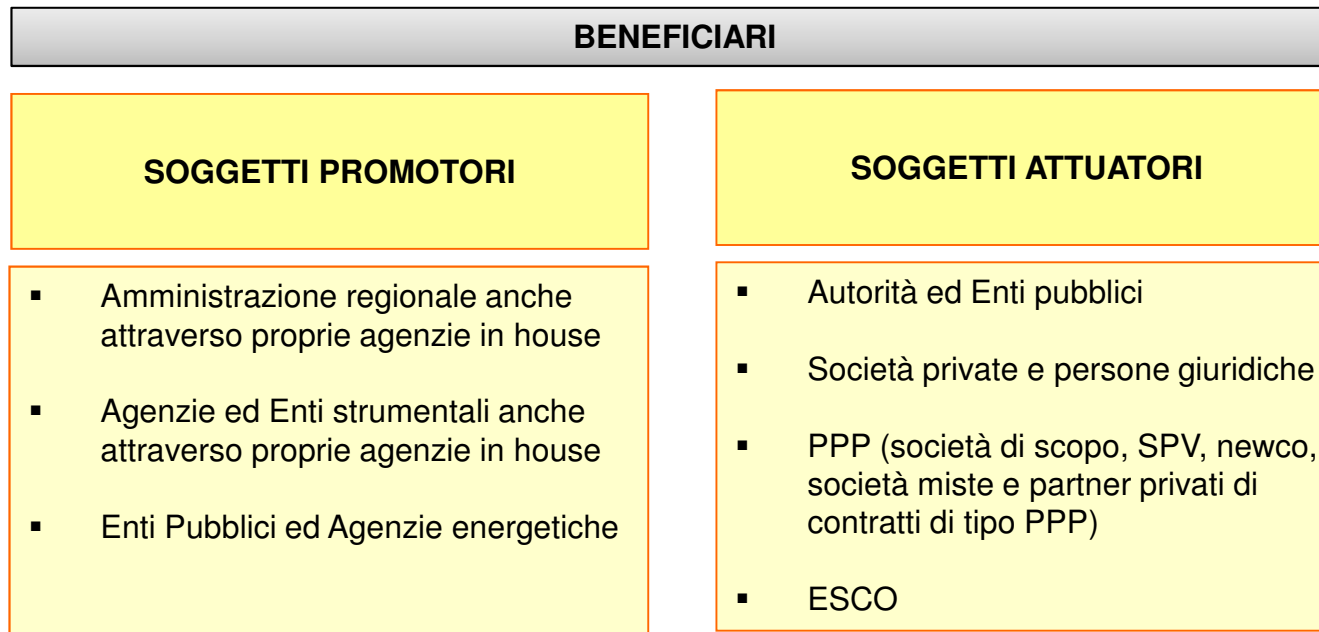 BENEFICIARI
SOGGETTI PROMOTORI
▪ Amministrazione regionale anche
attraverso proprie agenzie in house
▪ Agenzie ed Enti strumentali anche
attraverso proprie agenzie in house
▪ Enti Pubblici ed Agenzie energetiche
SOGGETTI ATTUATORI
▪ Autorità ed Enti pubblici
▪ Società private e persone giuridiche
▪ PPP (società di scopo, SPV, newco,
società miste e partner privati di
contratti di tipo PPP)
▪ ESCO